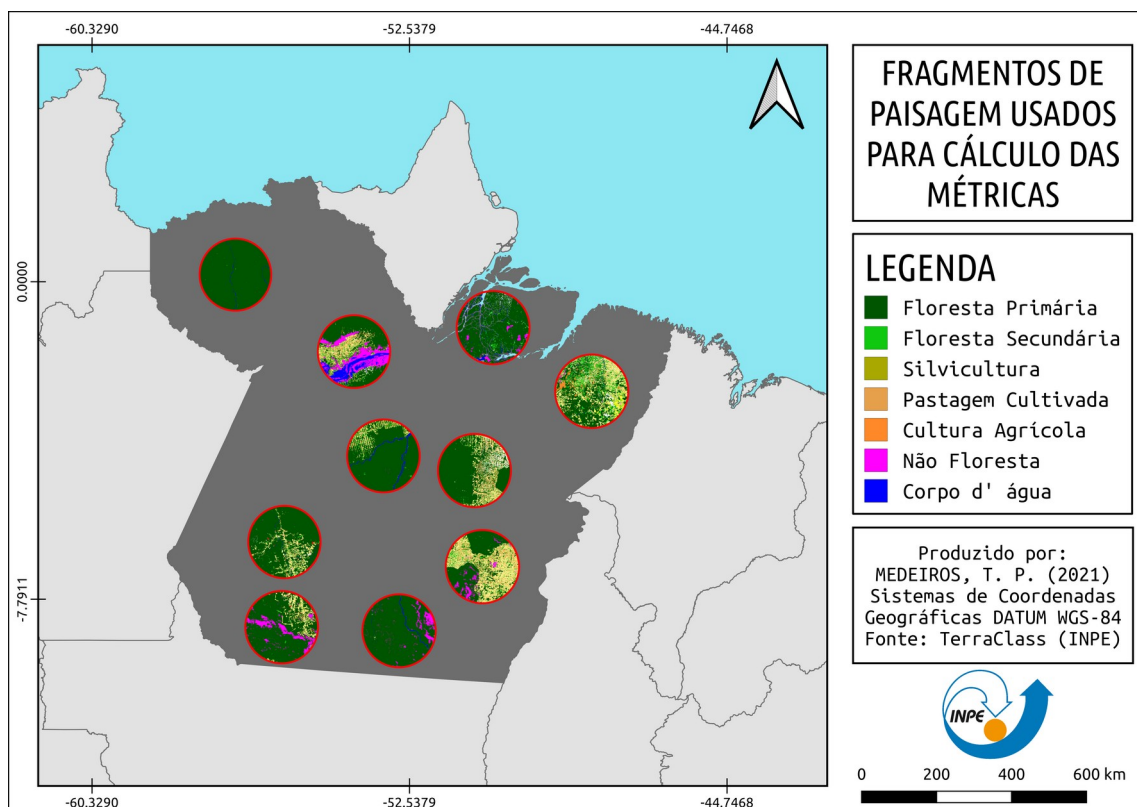 -60.3290 -52.5379 -44.7468
0.0000
-7.7911
-60.3290 -52.5379 -44.7468
FRAGMENTOS DE
PAISAGEM USADOS
PARA CÁLCULO DAS
MÉTRICAS
LEGENDA
Floresta Primária
Floresta Secundária
Silvicultura
Pastagem Cultivada
Cultura Agrícola
Não Floresta
Corpo d' água
Produzido por:
MEDEIROS, T. P. (2021)
Sistemas de Coordenadas
Geográficas DATUM WGS-84
Fonte: TerraClass (INPE)
INPE
0 200 400 600 km